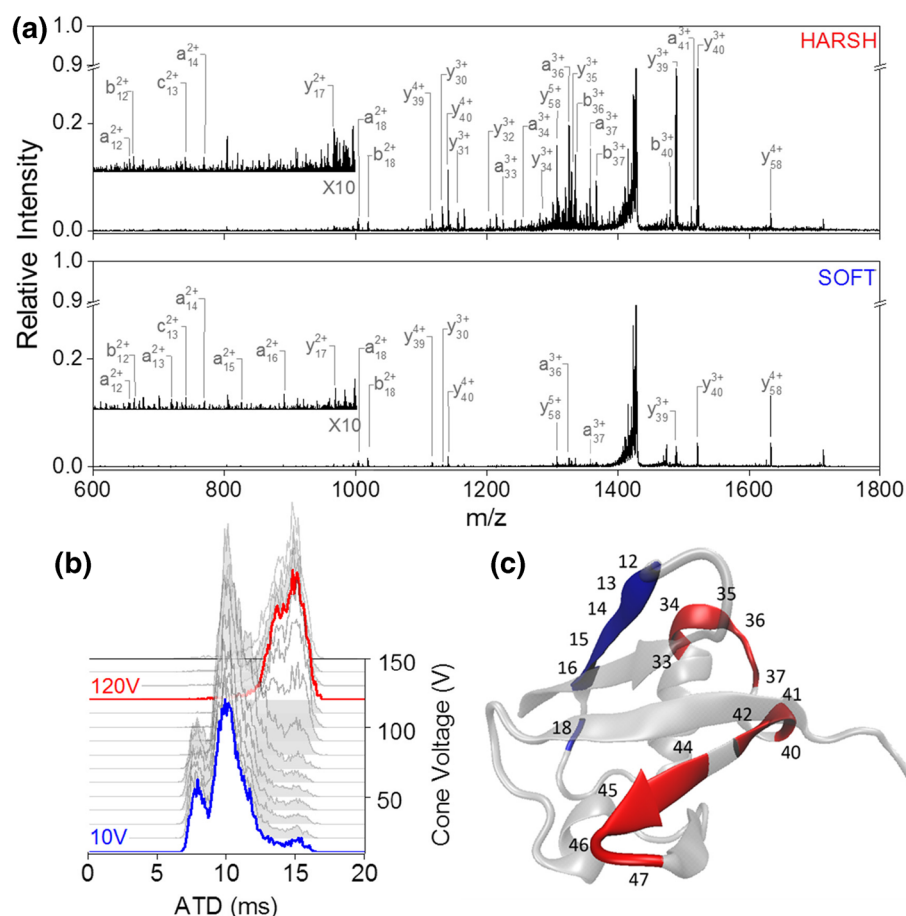 (a)
HARSH
Relative Intensity
1.0
0.9
0.2
0.0
a12 2+
b12 2+
c13 2+
a14 2+
y17 2+
X10
a18 2+
b18 2+
y39 4+
y30 3+
y40 4+
y31 3+
y32 3+
a33 3+
a34 3+
y34 3+
y58 5+
a36 3+
y35 3+
b36 3+
a37 3+
b37 3+
b40 3+
y39 3+
a41 3+
y40 3+
y58 4+
SOFT
1.0
0.9
0.2
0.0
a12 2+
b12 2+
a13 2+
c13 2+
a14 2+
a15 2+
a16 2+
y17 2+
X10
a18 2+
b18 2+
y39 4+
y30 3+
y40 4+
y58 5+
a36 3+
a37 3+
y39 3+
y40 3+
y58 4+
600 800 1000 1200 1400 1600 1800
m/z
(b)
120V
10V
150
100
50
Cone Voltage (V)
0 5 10 15 20
ATD (ms)
(c)
12
13
14
15
16
18
33
34
35
36
37
40
41
42
44
45
46
47